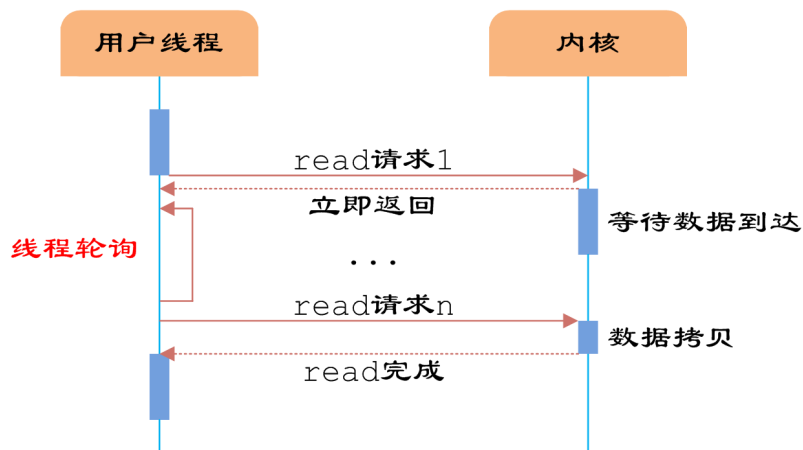 用户线程
内核
read请求1
立即返回
等待数据到达
线程轮询
...
read请求n
数据拷贝
read完成